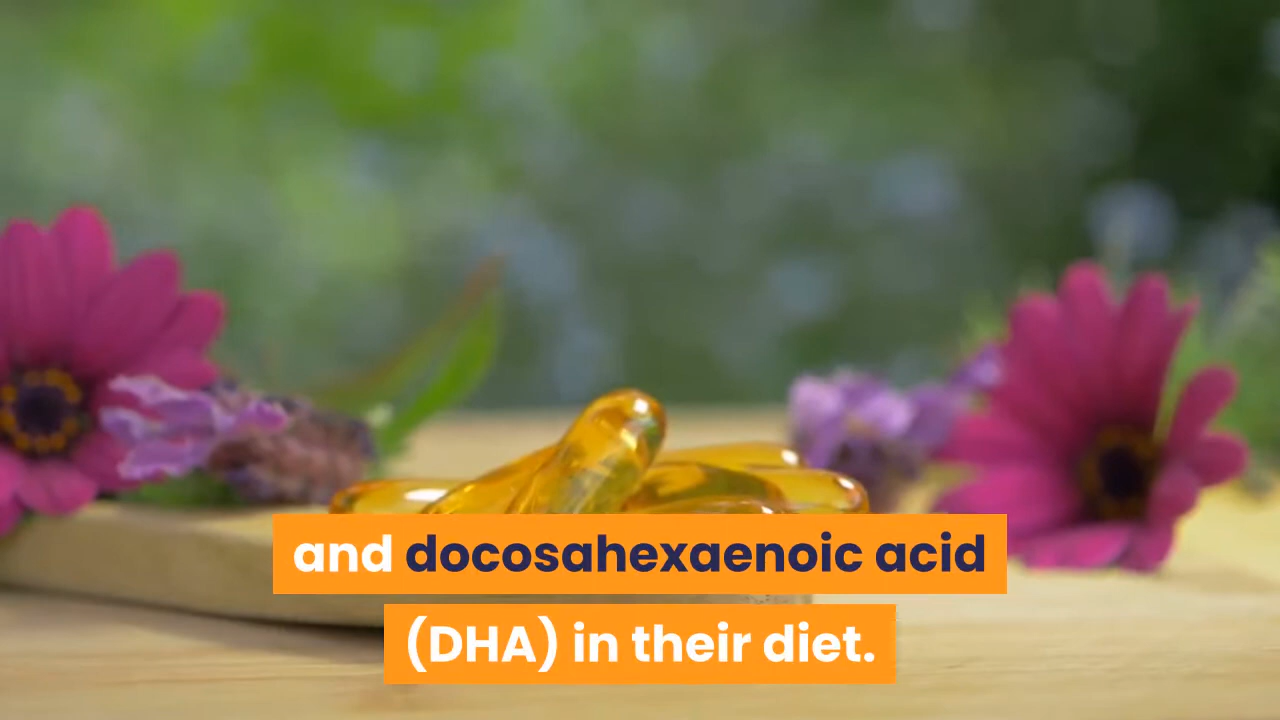 and docosahexaenoic acid
(DHA) in their diet.